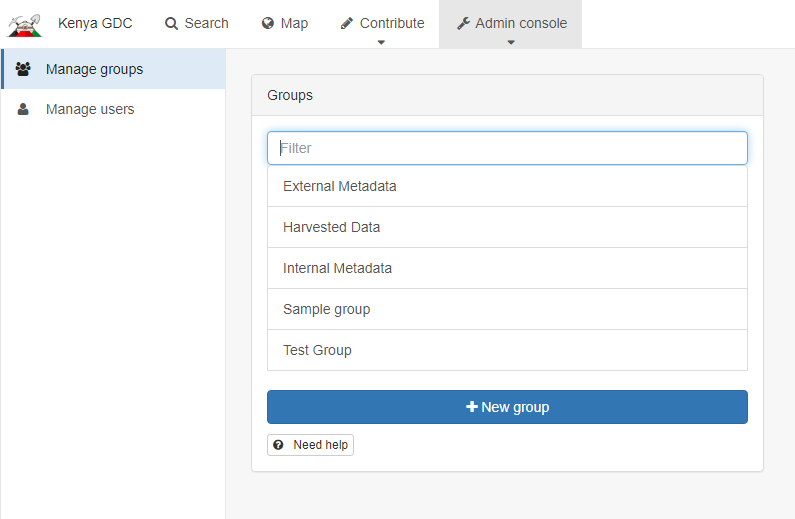 Kenya GDC Search Map Contribute Admin console
Manage groups
Manage users
Groups
Filter
External Metadata
Harvested Data
Internal Metadata
Sample group
Test Group
New group
Need help